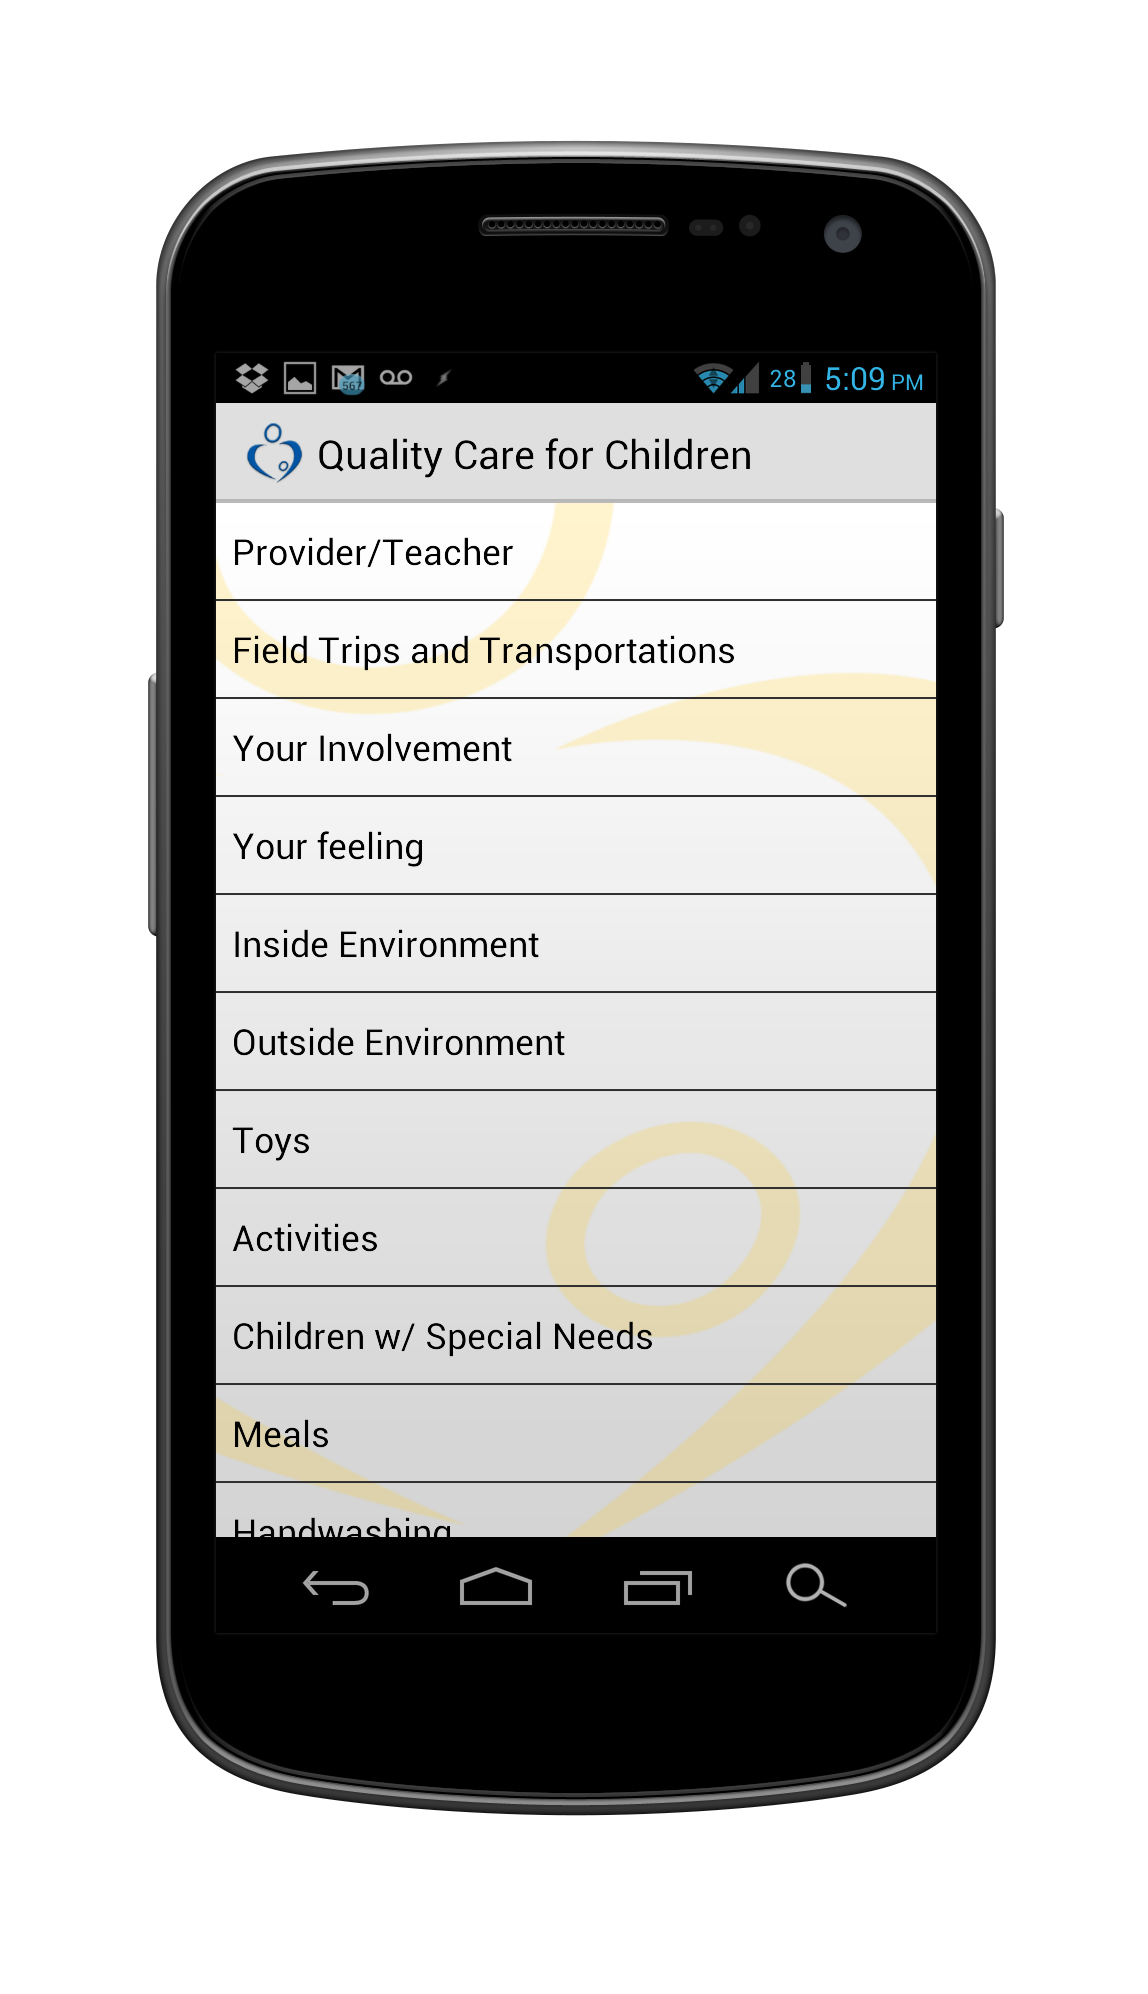 567
28 5:09 PM
Quality Care for Children
Provider/Teacher
Field Trips and Transportations
Your Involvement
Your feeling
Inside Environment
Outside Environment
Toys
Activities
Children w/ Special Needs
Meals
Handwashing